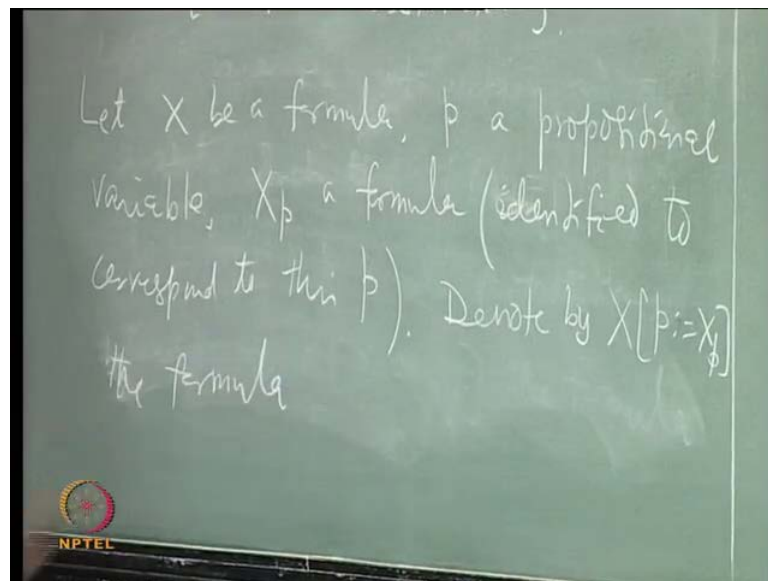 Let X be a formula, p a propositional
variable, Xp a formula (identified to
correspond to this p). Denote by X[p:=Xp]
the formula
NPTEL